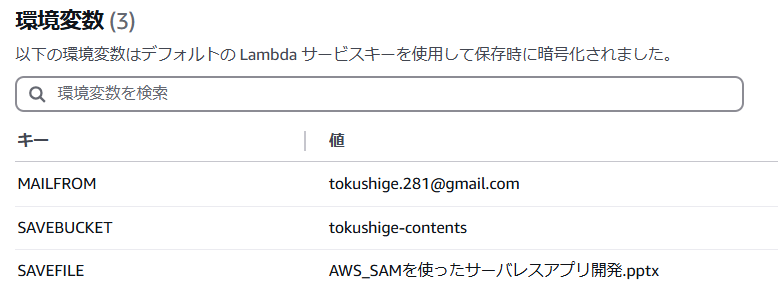 環境変数 (3)
以下の環境変数はデフォルトの Lambda サービスキーを使用して保存時に暗号化されました。
環境変数を検索
キー 値
MAILFROM tokushige.281@gmail.com
SAVEBUCKET tokushige-contents
SAVEFILE AWS_SAMを使ったサーバレスアプリ開発.pptx